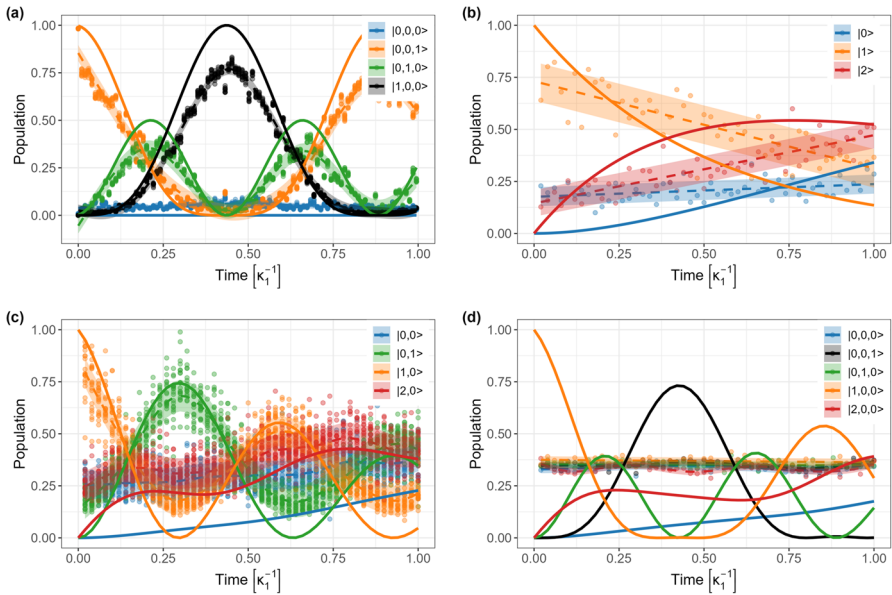 (a)
1.00
0.75
0.50
0.25
0.00
Population
0.00 0.25 0.50 0.75 1.00
Time [κ₁⁻¹]
|0,0,0>
|0,0,1>
|0,1,0>
|1,0,0>
(b)
1.00
0.75
0.50
0.25
0.00
Population
0.00 0.25 0.50 0.75 1.00
Time [κ₁⁻¹]
|0>
|1>
|2>
(c)
1.00
0.75
0.50
0.25
0.00
Population
0.00 0.25 0.50 0.75 1.00
Time [κ₁⁻¹]
|0,0>
|0,1>
|1,0>
|2,0>
(d)
1.00
0.75
0.50
0.25
0.00
Population
0.00 0.25 0.50 0.75 1.00
Time [κ₁⁻¹]
|0,0,0>
|0,0,1>
|0,1,0>
|1,0,0>
|2,0,0>